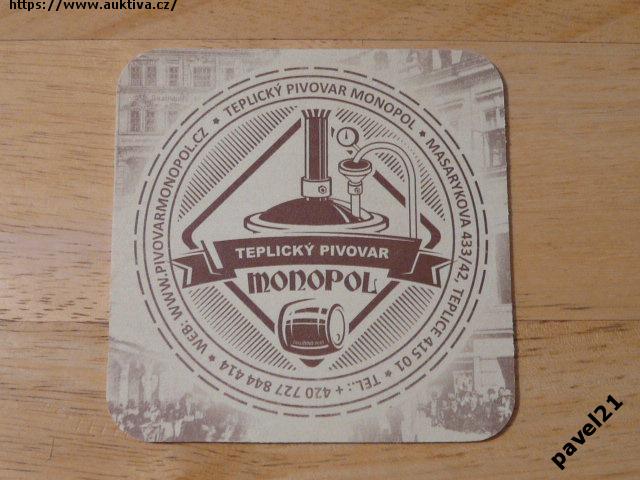 https://www.auktiva.cz/
TEPLICKÝ PIVOVAR MONOPOL * MASARYKOVA 433/42, TEPLICE 415 01 * TEL.: + 420 727 844 414 * WEB: WWW.PIVOVARMONOPOL.CZ *
TEPLICKÝ PIVOVAR
MONOPOL
pavel21